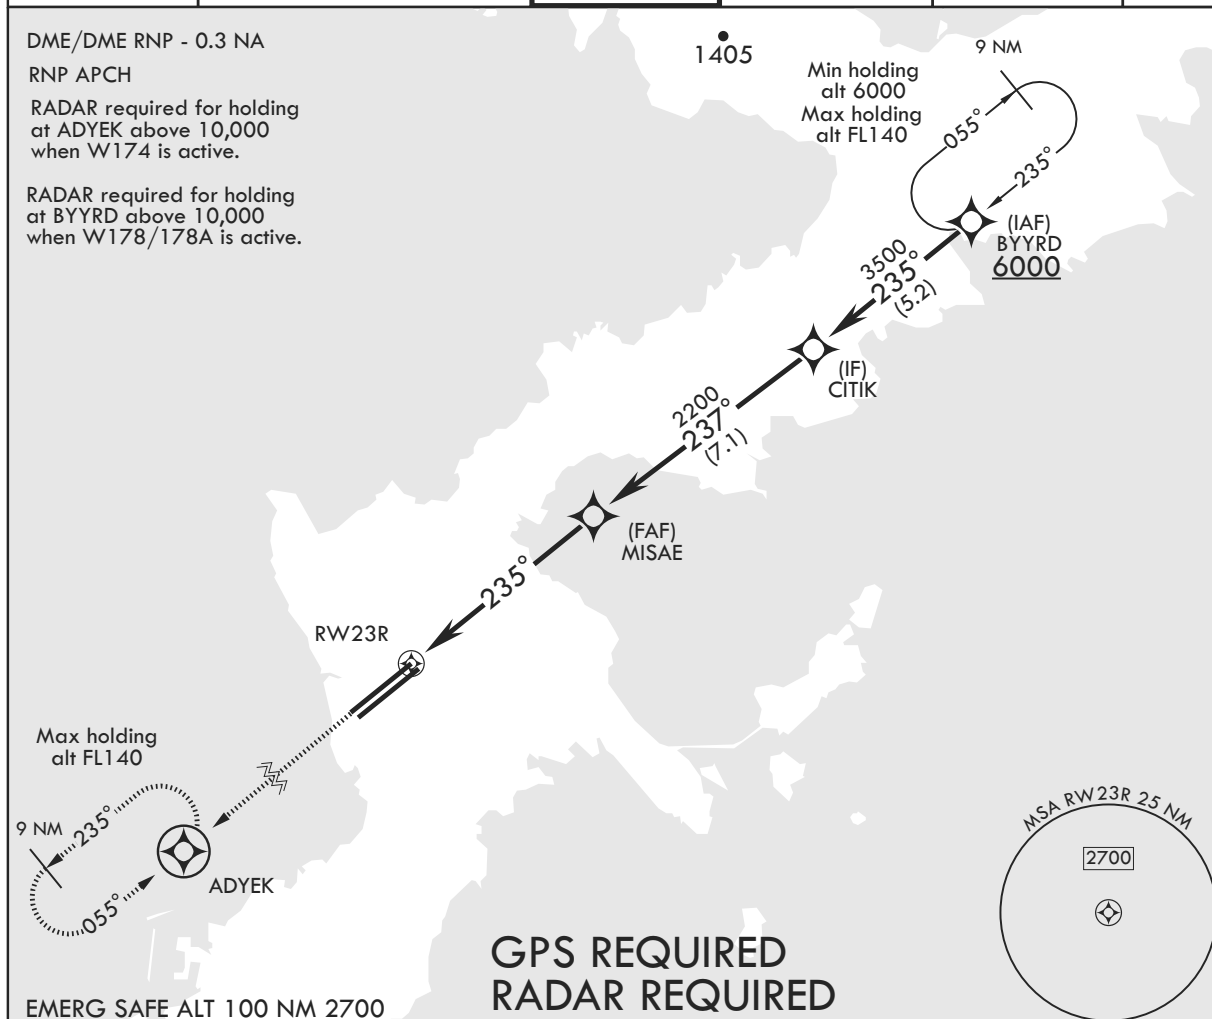 DME/DME RNP - 0.3 NA
RNP APCH
RADAR required for holding
at ADYEK above 10,000
when W174 is active.
RADAR required for holding
at BYYRD above 10,000
when W178/178A is active.
1405
9 NM
Min holding
alt 6000
Max holding
alt FL140
055°
235°
(IAF)
BYYRD
6000
3500
235°
(5.2)
(IF)
CITIK
2200
237°
(7.1)
(FAF)
MISAE
235°
RW23R
Max holding
alt FL140
9 NM
235°
055°
ADYEK
MSA RW23R 25 NM
2700
GPS REQUIRED
RADAR REQUIRED
EMERG SAFE ALT 100 NM 2700